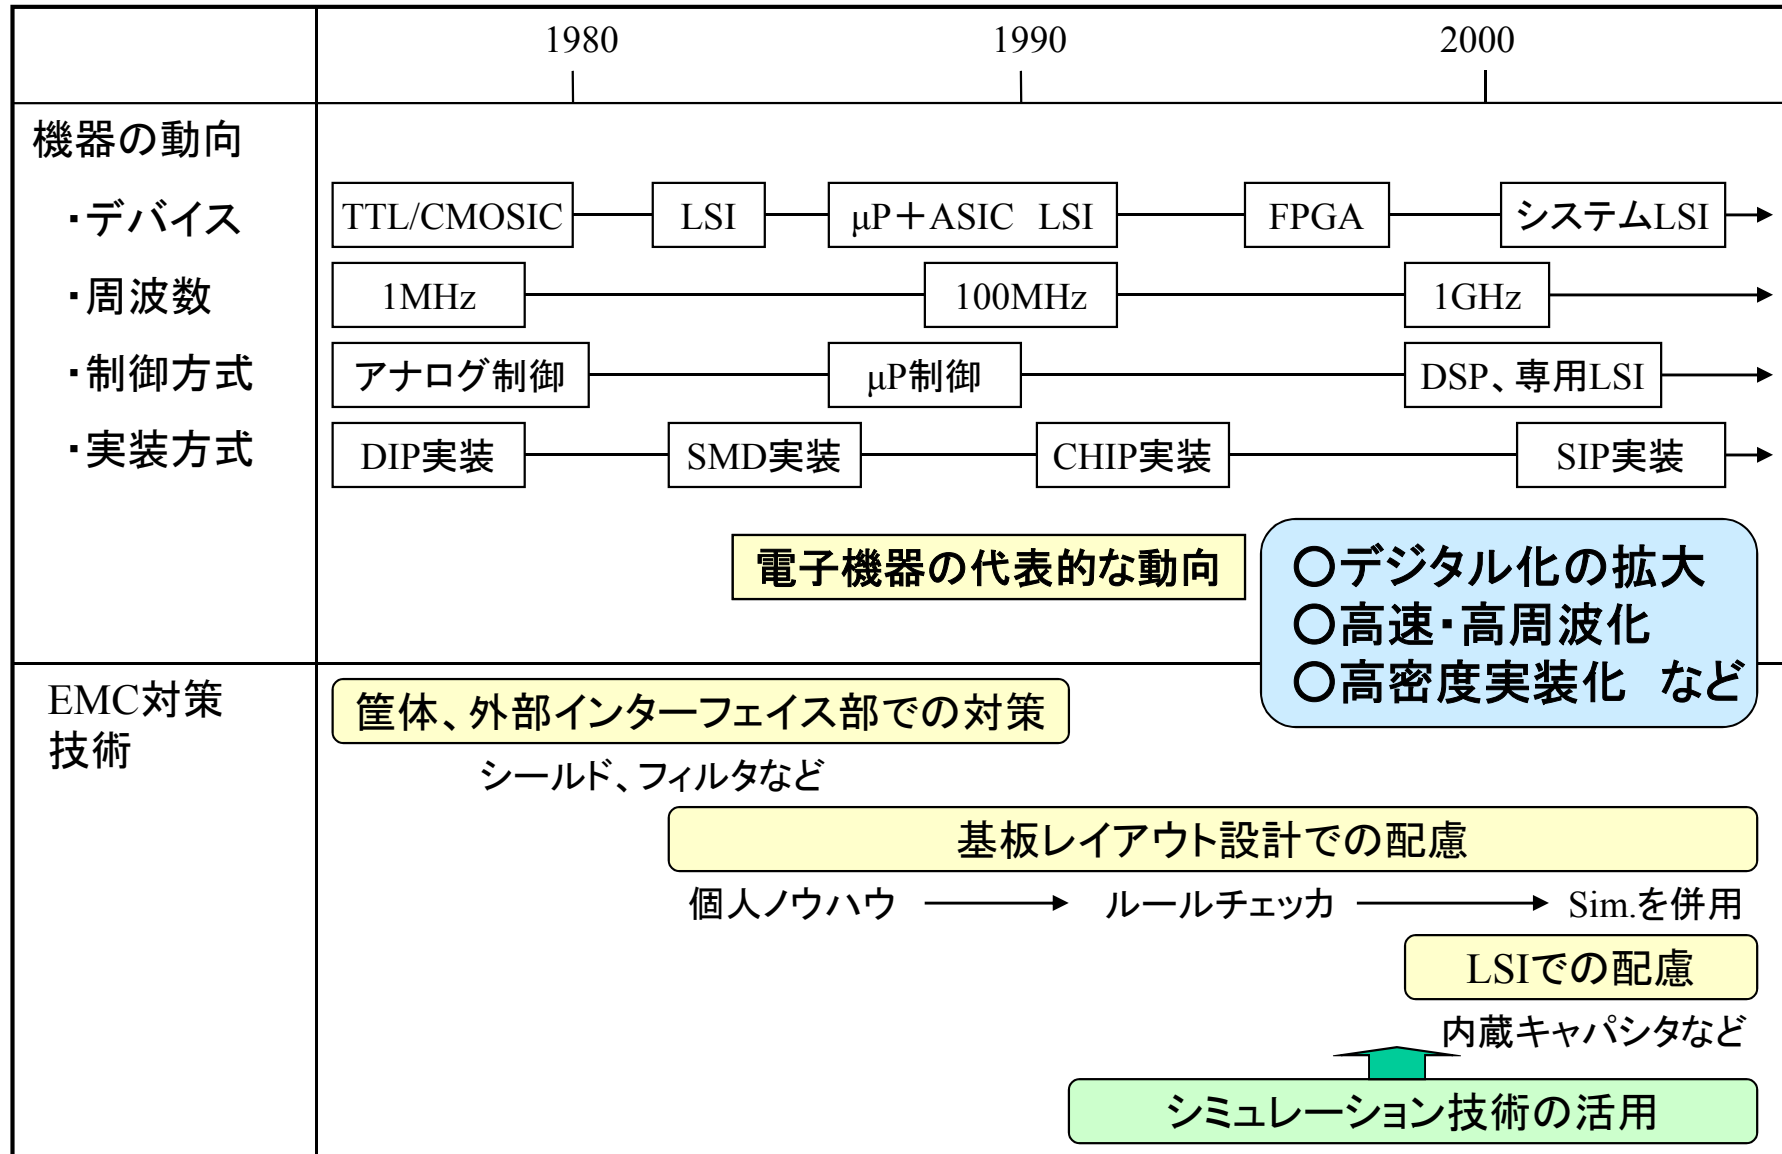 1980 1990 2000
機器の動向
・デバイス TTL/CMOSIC LSI μP＋ASIC LSI FPGA システムLSI
・周波数 1MHz 100MHz 1GHz
・制御方式 アナログ制御 μP制御 DSP、専用LSI
・実装方式 DIP実装 SMD実装 CHIP実装 SIP実装
電子機器の代表的な動向
〇デジタル化の拡大
〇高速・高周波化
〇高密度実装化 など
EMC対策
技術
筐体、外部インターフェイス部での対策
シールド、フィルタなど
基板レイアウト設計での配慮
個人ノウハウ ルールチェッカ Sim.を併用
LSIでの配慮
内蔵キャパシタなど
シミュレーション技術の活用